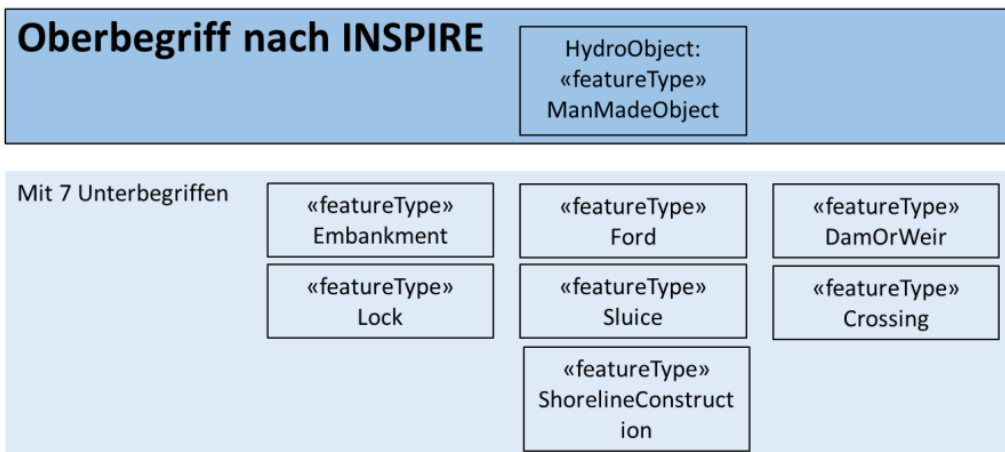 Oberbegriff nach INSPIRE
HydroObject:
«featureType»
ManMadeObject
Mit 7 Unterbegriffen
«featureType»
Embankment
«featureType»
Ford
«featureType»
DamOrWeir
«featureType»
Lock
«featureType»
Sluice
«featureType»
Crossing
«featureType»
ShorelineConstruct
ion